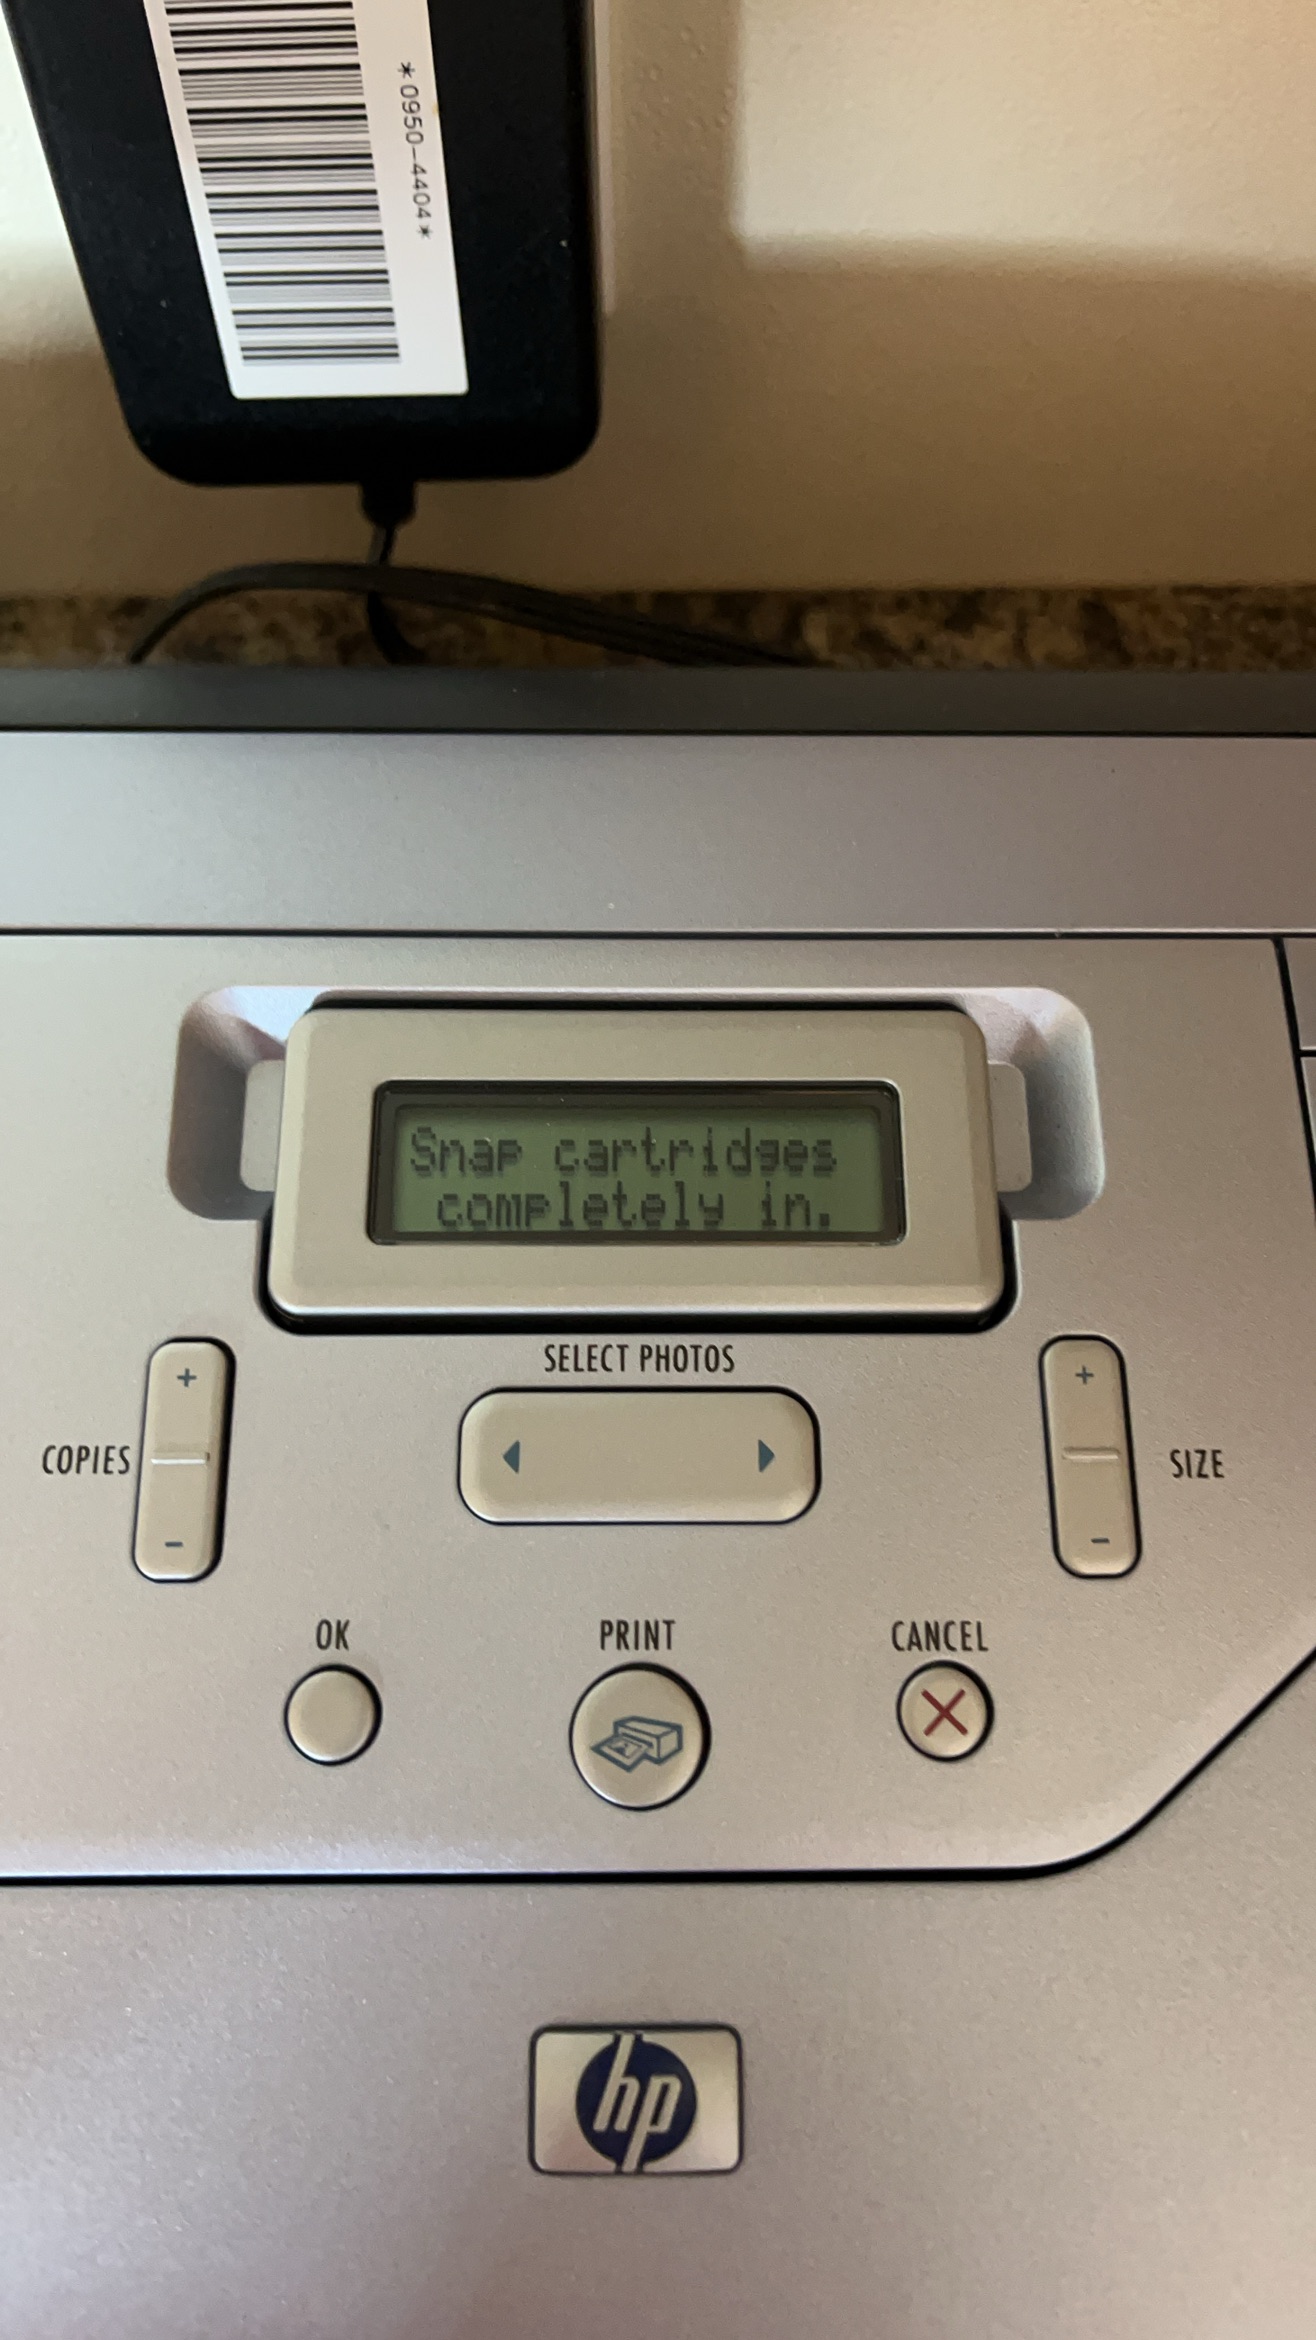 *0950-4404*
Snap cartridges
completely in.
SELECT PHOTOS
+
+
COPIES
SIZE
-
-
OK
PRINT
CANCEL
hp